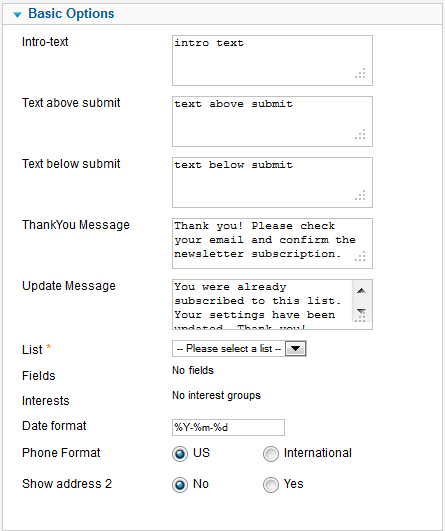 Basic Options
Intro-text
intro text
Text above submit
text above submit
Text below submit
text below submit
ThankYou Message
Thank you! Please check
your email and confirm the
newsletter subscription.
Update Message
You were already
subscribed to this list.
Your settings have been
updated. Thank you!
List *
-- Please select a list --
Fields
No fields
Interests
No interest groups
Date format
%Y-%m-%d
Phone Format
US
International
Show address 2
No
Yes